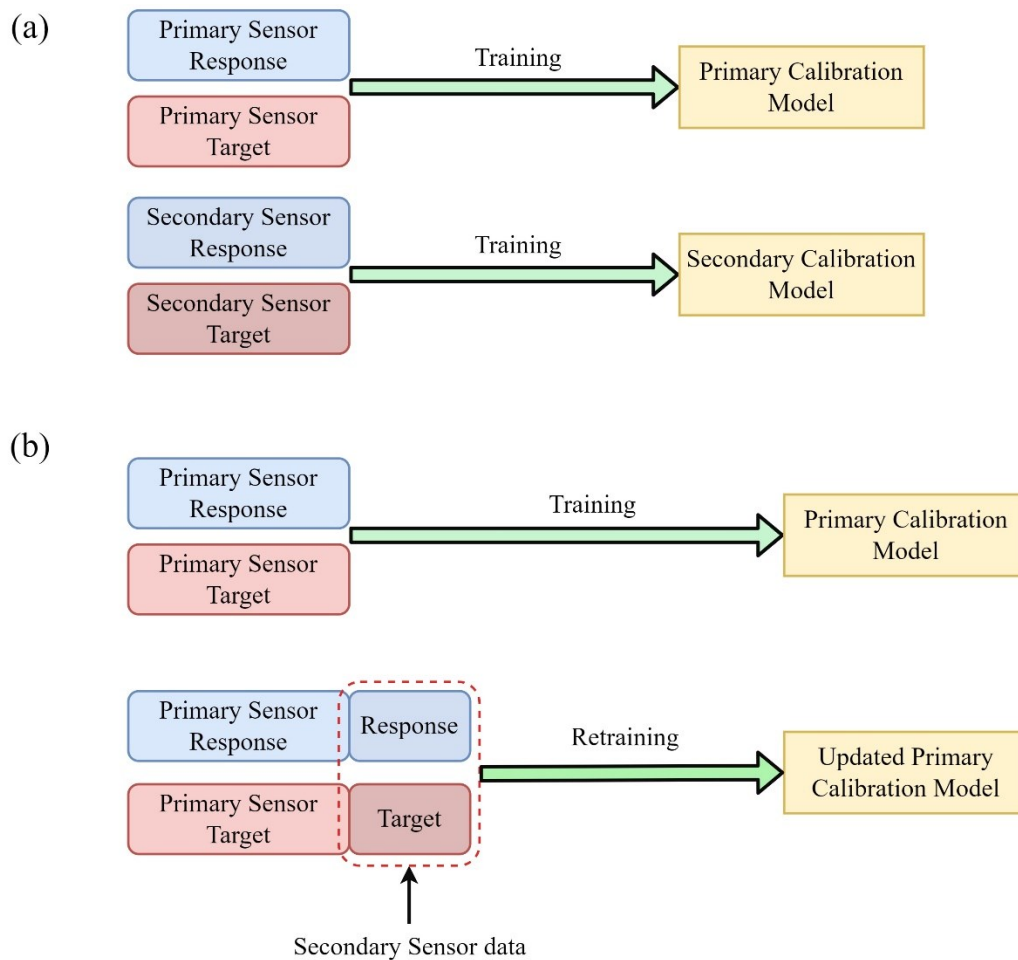 (a)
Primary Sensor
Response
Training
Primary Calibration
Model
Primary Sensor
Target
Secondary Sensor
Response
Training
Secondary Calibration
Model
Secondary Sensor
Target
(b)
Primary Sensor
Response
Training
Primary Calibration
Model
Primary Sensor
Target
Primary Sensor
Response
Response
Retraining
Updated Primary
Calibration Model
Primary Sensor
Target
Target
Secondary Sensor data